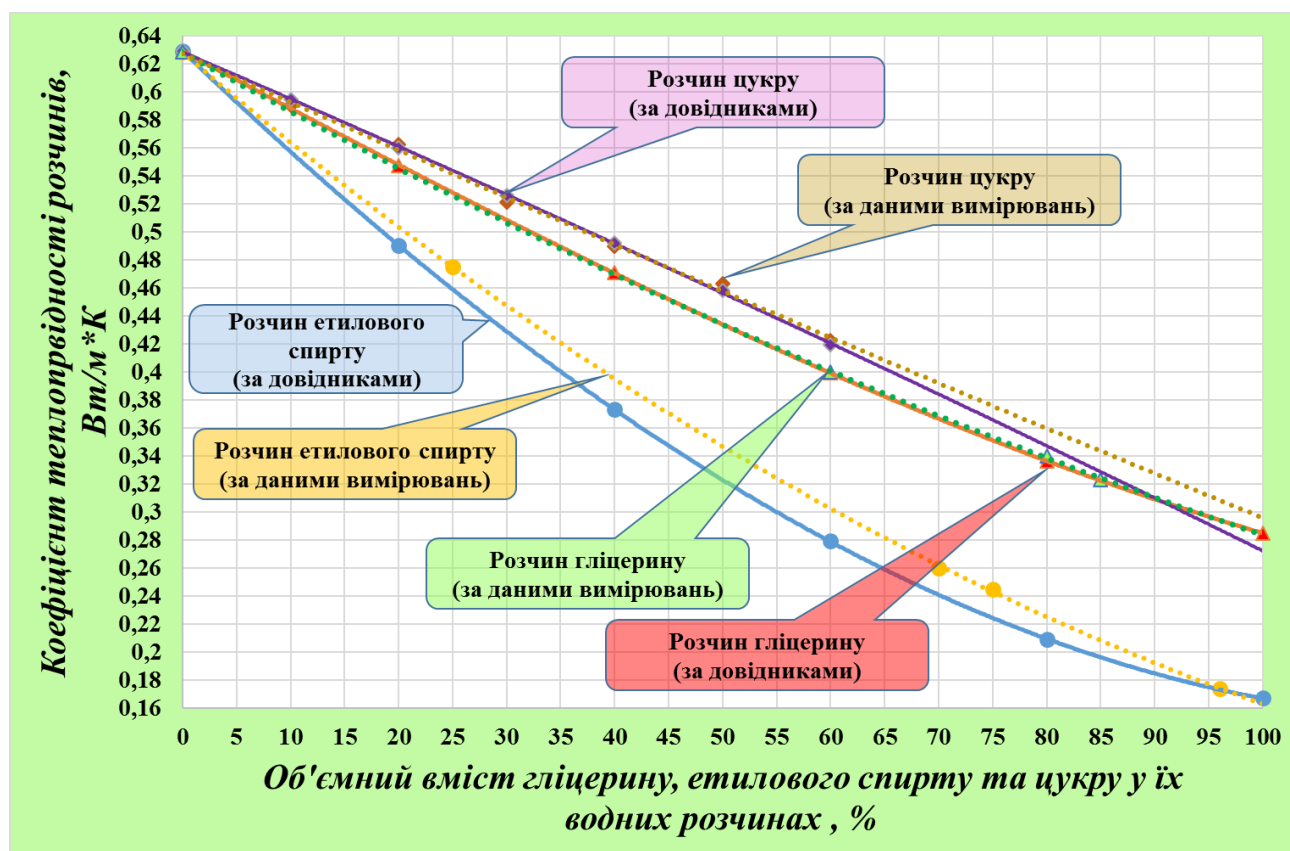 Коефіцієнт теплопрвідності розчинів,
Вт/м*К
0,64
0,62
0,6
0,58
0,56
0,54
0,52
0,5
0,48
0,46
0,44
0,42
0,4
0,38
0,36
0,34
0,32
0,3
0,28
0,26
0,24
0,22
0,2
0,18
0,16
Розчин цукру
(за довідниками)
Розчин цукру
(за даними вимірювань)
Розчин етилового
спирту
(за довідниками)
Розчин етилового спирту
(за даними вимірювань)
Розчин гліцерину
(за даними вимірювань)
Розчин гліцерину
(за довідниками)
0 5 10 15 20 25 30 35 40 45 50 55 60 65 70 75 80 85 90 95 100
Об'ємний вміст гліцерину, етилового спирту та цукру у їх
водних розчинах , %